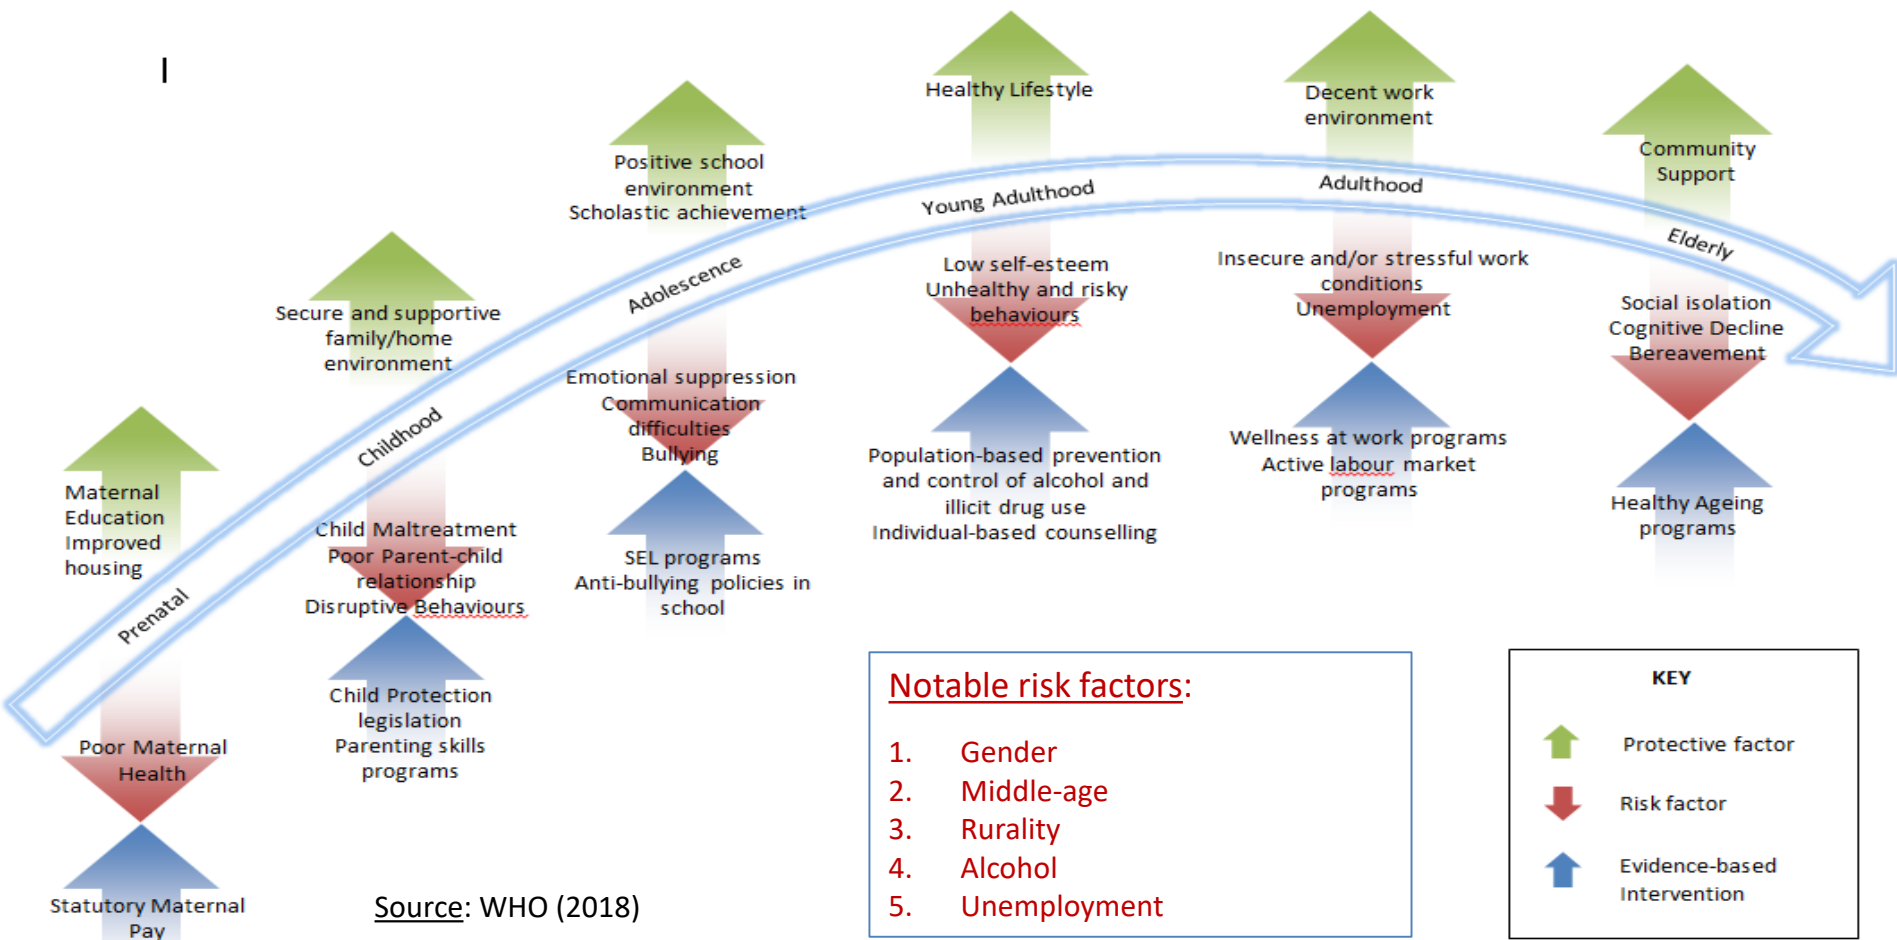 I
Maternal
Education
Improved
housing
Prenatal
Poor Maternal
Health
Statutory Maternal
Pay
Secure and supportive
family/home
environment
Childhood
Child Maltreatment
Poor Parent-child
relationship
Disruptive Behaviours
Child Protection
legislation
Parenting skills
programs
Positive school
environment
Scholastic achievement
Adolescence
Emotional suppression
Communication
difficulties
Bullying
SEL programs
Anti-bullying policies in
school
Healthy Lifestyle
Young Adulthood
Low self-esteem
Unhealthy and risky
behaviours
Population-based prevention
and control of alcohol and
illicit drug use
Individual-based counselling
Decent work
environment
Adulthood
Insecure and/or stressful work
conditions
Unemployment
Wellness at work programs
Active labour market
programs
Community
Support
Elderly
Social isolation
Cognitive Decline
Bereavement
Healthy Ageing
programs
Notable risk factors:
1. Gender
2. Middle-age
3. Rurality
4. Alcohol
5. Unemployment
KEY
Protective factor
Risk factor
Evidence-based
Intervention
Source: WHO (2018)